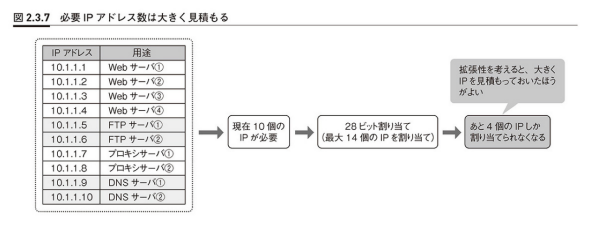 図 2.3.7 必要 IP アドレス数は大きく見積もる
IP アドレス 用途
10.1.1.1 Web サーバ①
10.1.1.2 Web サーバ②
10.1.1.3 Web サーバ③
10.1.1.4 Web サーバ④
10.1.1.5 FTP サーバ①
10.1.1.6 FTP サーバ②
10.1.1.7 プロキシサーバ①
10.1.1.8 プロキシサーバ②
10.1.1.9 DNS サーバ①
10.1.1.10 DNS サーバ②
現在 10 個の
IP が必要
28 ビット割り当て
(最大 14 個の IP を割り当て)
拡張性を考えると、大きく
IP を見積もっておいたほう
がよい
あと 4 個の IP しか
割り当てられなくなる